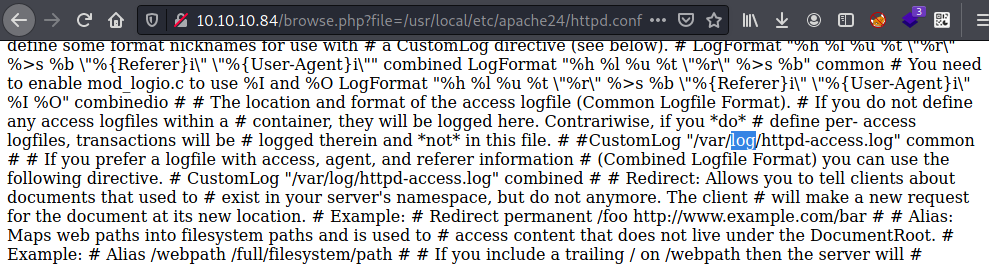 10.10.10.84/browse.php?file=/usr/local/etc/apache24/httpd.conf
3
define some format nicknames for use with # a CustomLog directive (see below). # LogFormat "%h %l %u %t \"%r\"
%>s %b \"%{Referer}i\" \"%{User-Agent}i\"" combined LogFormat "%h %l %u %t \"%r\" %>s %b" common # You need
to enable mod_logio.c to use %I and %O LogFormat "%h %l %u %t \"%r\" %>s %b \"%{Referer}i\" \"%{User-Agent}i\"
%I %O" combinedio # # The location and format of the access logfile (Common Logfile Format). # If you do not define
any access logfiles within a # container, they will be logged here. Contrariwise, if you *do* # define per- access
logfiles, transactions will be # logged therein and *not* in this file. # #CustomLog "/var/log/httpd-access.log" common
# # If you prefer a logfile with access, agent, and referer information # (Combined Logfile Format) you can use the
following directive. # CustomLog "/var/log/httpd-access.log" combined # # Redirect: Allows you to tell clients about
documents that used to # exist in your server's namespace, but do not anymore. The client # will make a new request
for the document at its new location. # Example: # Redirect permanent /foo http://www.example.com/bar # # Alias:
Maps web paths into filesystem paths and is used to # access content that does not live under the DocumentRoot. #
Example: # Alias /webpath /full/filesystem/path # # If you include a trailing / on /webpath then the server will #